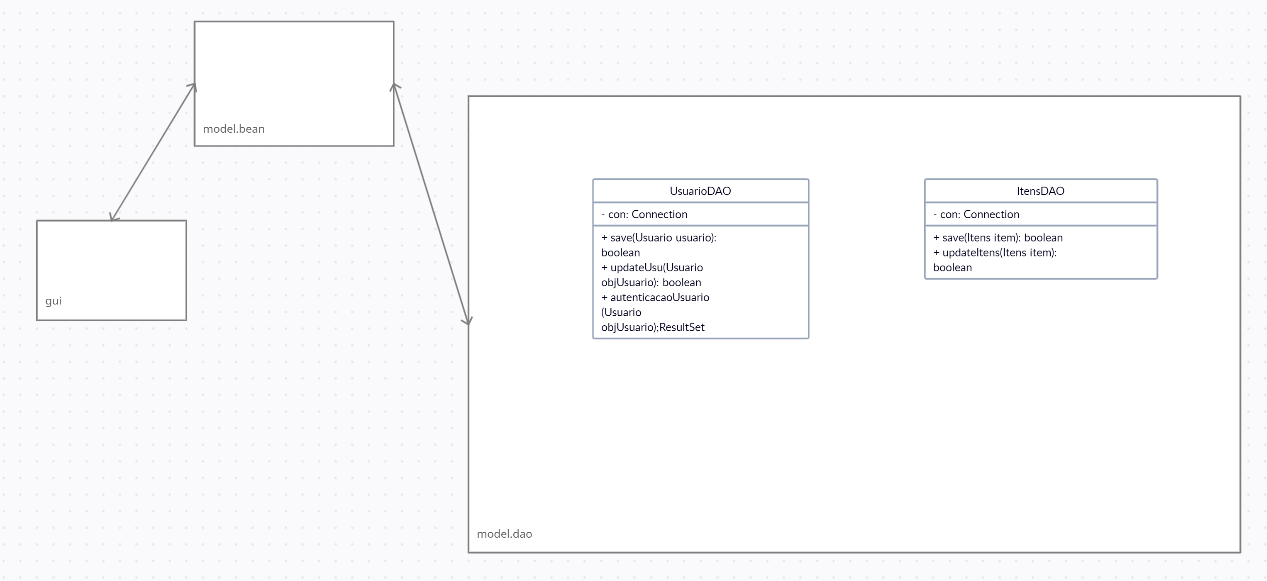 model.bean
gui
UsuarioDAO
- con: Connection
+ save(Usuario usuario):
boolean
+ updateUsu(Usuario
objUsuario): boolean
+ autenticacaoUsuario
(Usuario
objUsuario);ResultSet
ItensDAO
- con: Connection
+ save(Itens item): boolean
+ updateItens(Itens item):
boolean
model.dao